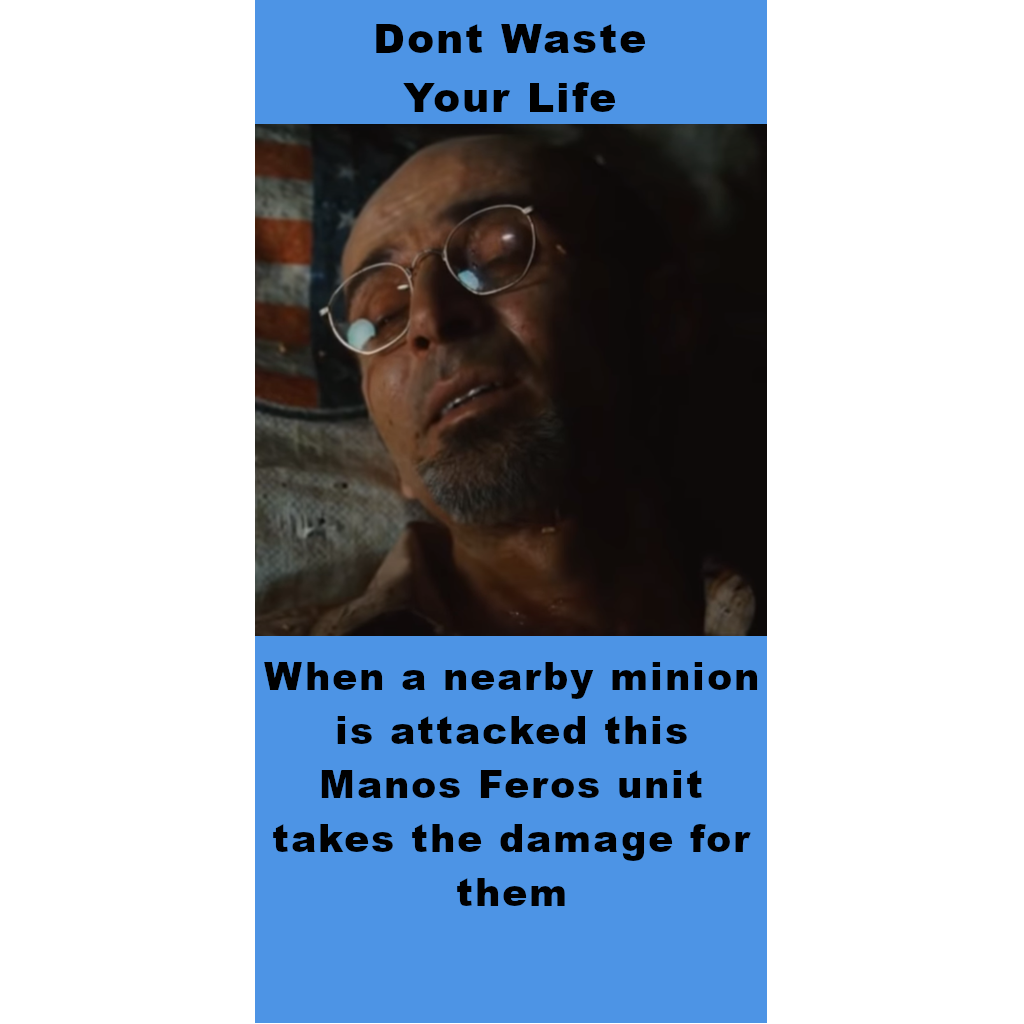 Dont Waste
Your Life
When a nearby minion
is attacked this
Manos Feros unit
takes the damage for
them